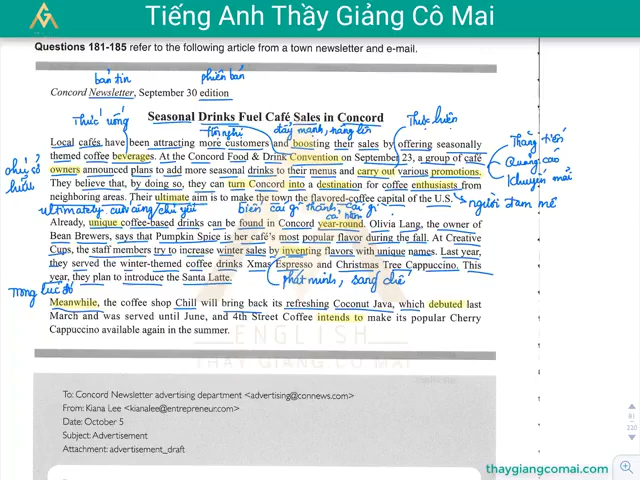 Tiếng Anh Thầy Giảng Cô Mai
Questions 181-185 refer to the following article from a town newsletter and e-mail.
bản tin
phiên bản
Concord Newsletter, September 30 edition
Seasonal Drinks Fuel Café Sales in Concord
Thức uống
Hội nghị
đẩy mạnh, nâng lên
Thực hiện
Local cafés have been attracting more customers and boosting their sales by offering seasonally
themed coffee beverages. At the Concord Food & Drink Convention on September 23, a group of café
owners announced plans to add more seasonal drinks to their menus and carry out various promotions.
They believe that, by doing so, they can turn Concord into a destination for coffee enthusiasts from
neighboring areas. Their ultimate aim is to make the town the flavored-coffee capital of the U.S.
chủ sở hữu
Thăng tiến
Quảng cáo
Khuyến mãi
người đam mê
ultimately cuối cùng/chủ yếu
biến cái gì thành cái gì
Already, unique coffee-based drinks can be found in Concord year-round. Olivia Lang, the owner of
Bean Brewers, says that Pumpkin Spice is her café's most popular flavor during the fall. At Creative
Cups, the staff members try to increase winter sales by inventing flavors with unique names. Last year,
they served the winter-themed coffee drinks Xmas Espresso and Christmas Tree Cappuccino. This
year, they plan to introduce the Santa Latte.
phát minh, sáng chế
Trong lúc đó
Meanwhile, the coffee shop Chill will bring back its refreshing Coconut Java, which debuted last
March and was served until June, and 4th Street Coffee intends to make its popular Cherry
Cappuccino available again in the summer.
ENGLISH
THAY GIANG CO MAI
To: Concord Newsletter advertising department <advertising@connews.com>
From: Kiana Lee <kianalee@entrepreneur.com>
Date: October 5
Subject: Advertisement
Attachment: advertisement_draft
81
220
thaygiangcomai.com